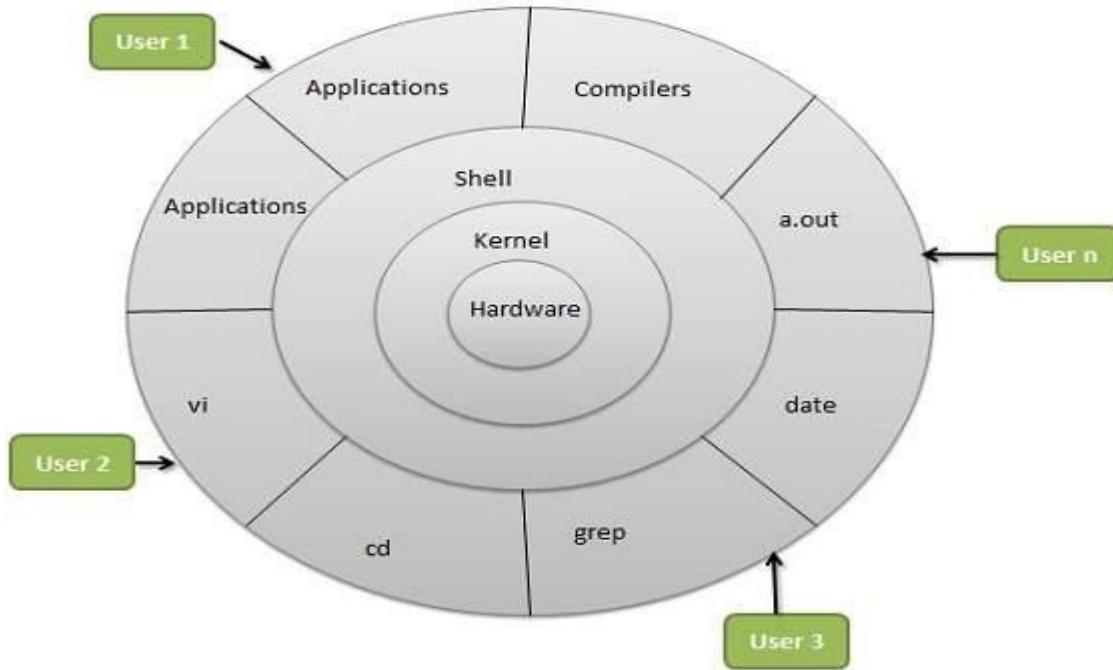 User 1
Applications
Compilers
Shell
Applications
a.out
Kernel
User n
Hardware
vi
date
User 2
grep
cd
User 3